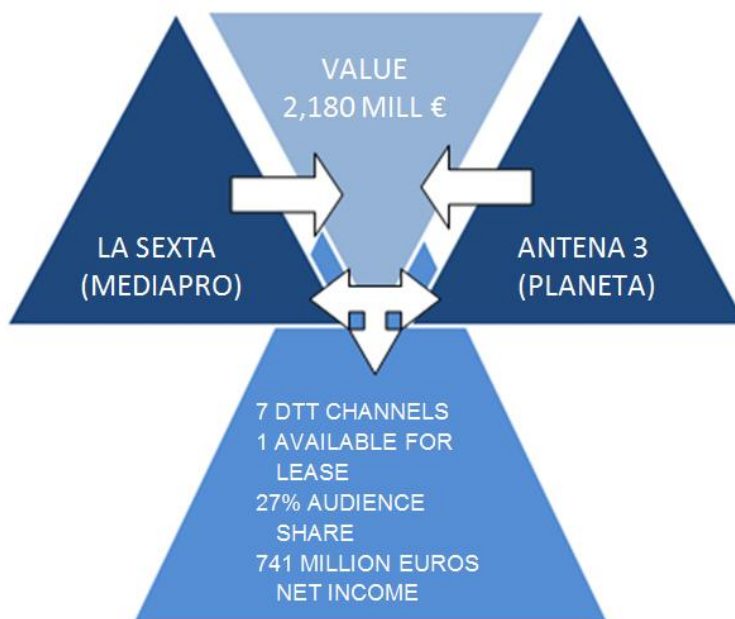 VALUE
2,180 MILL €
LA SEXTA
(MEDIAPRO)
ANTENA 3
(PLANETA)
7 DTT CHANNELS
1 AVAILABLE FOR
LEASE
27% AUDIENCE
SHARE
741 MILLION EUROS
NET INCOME